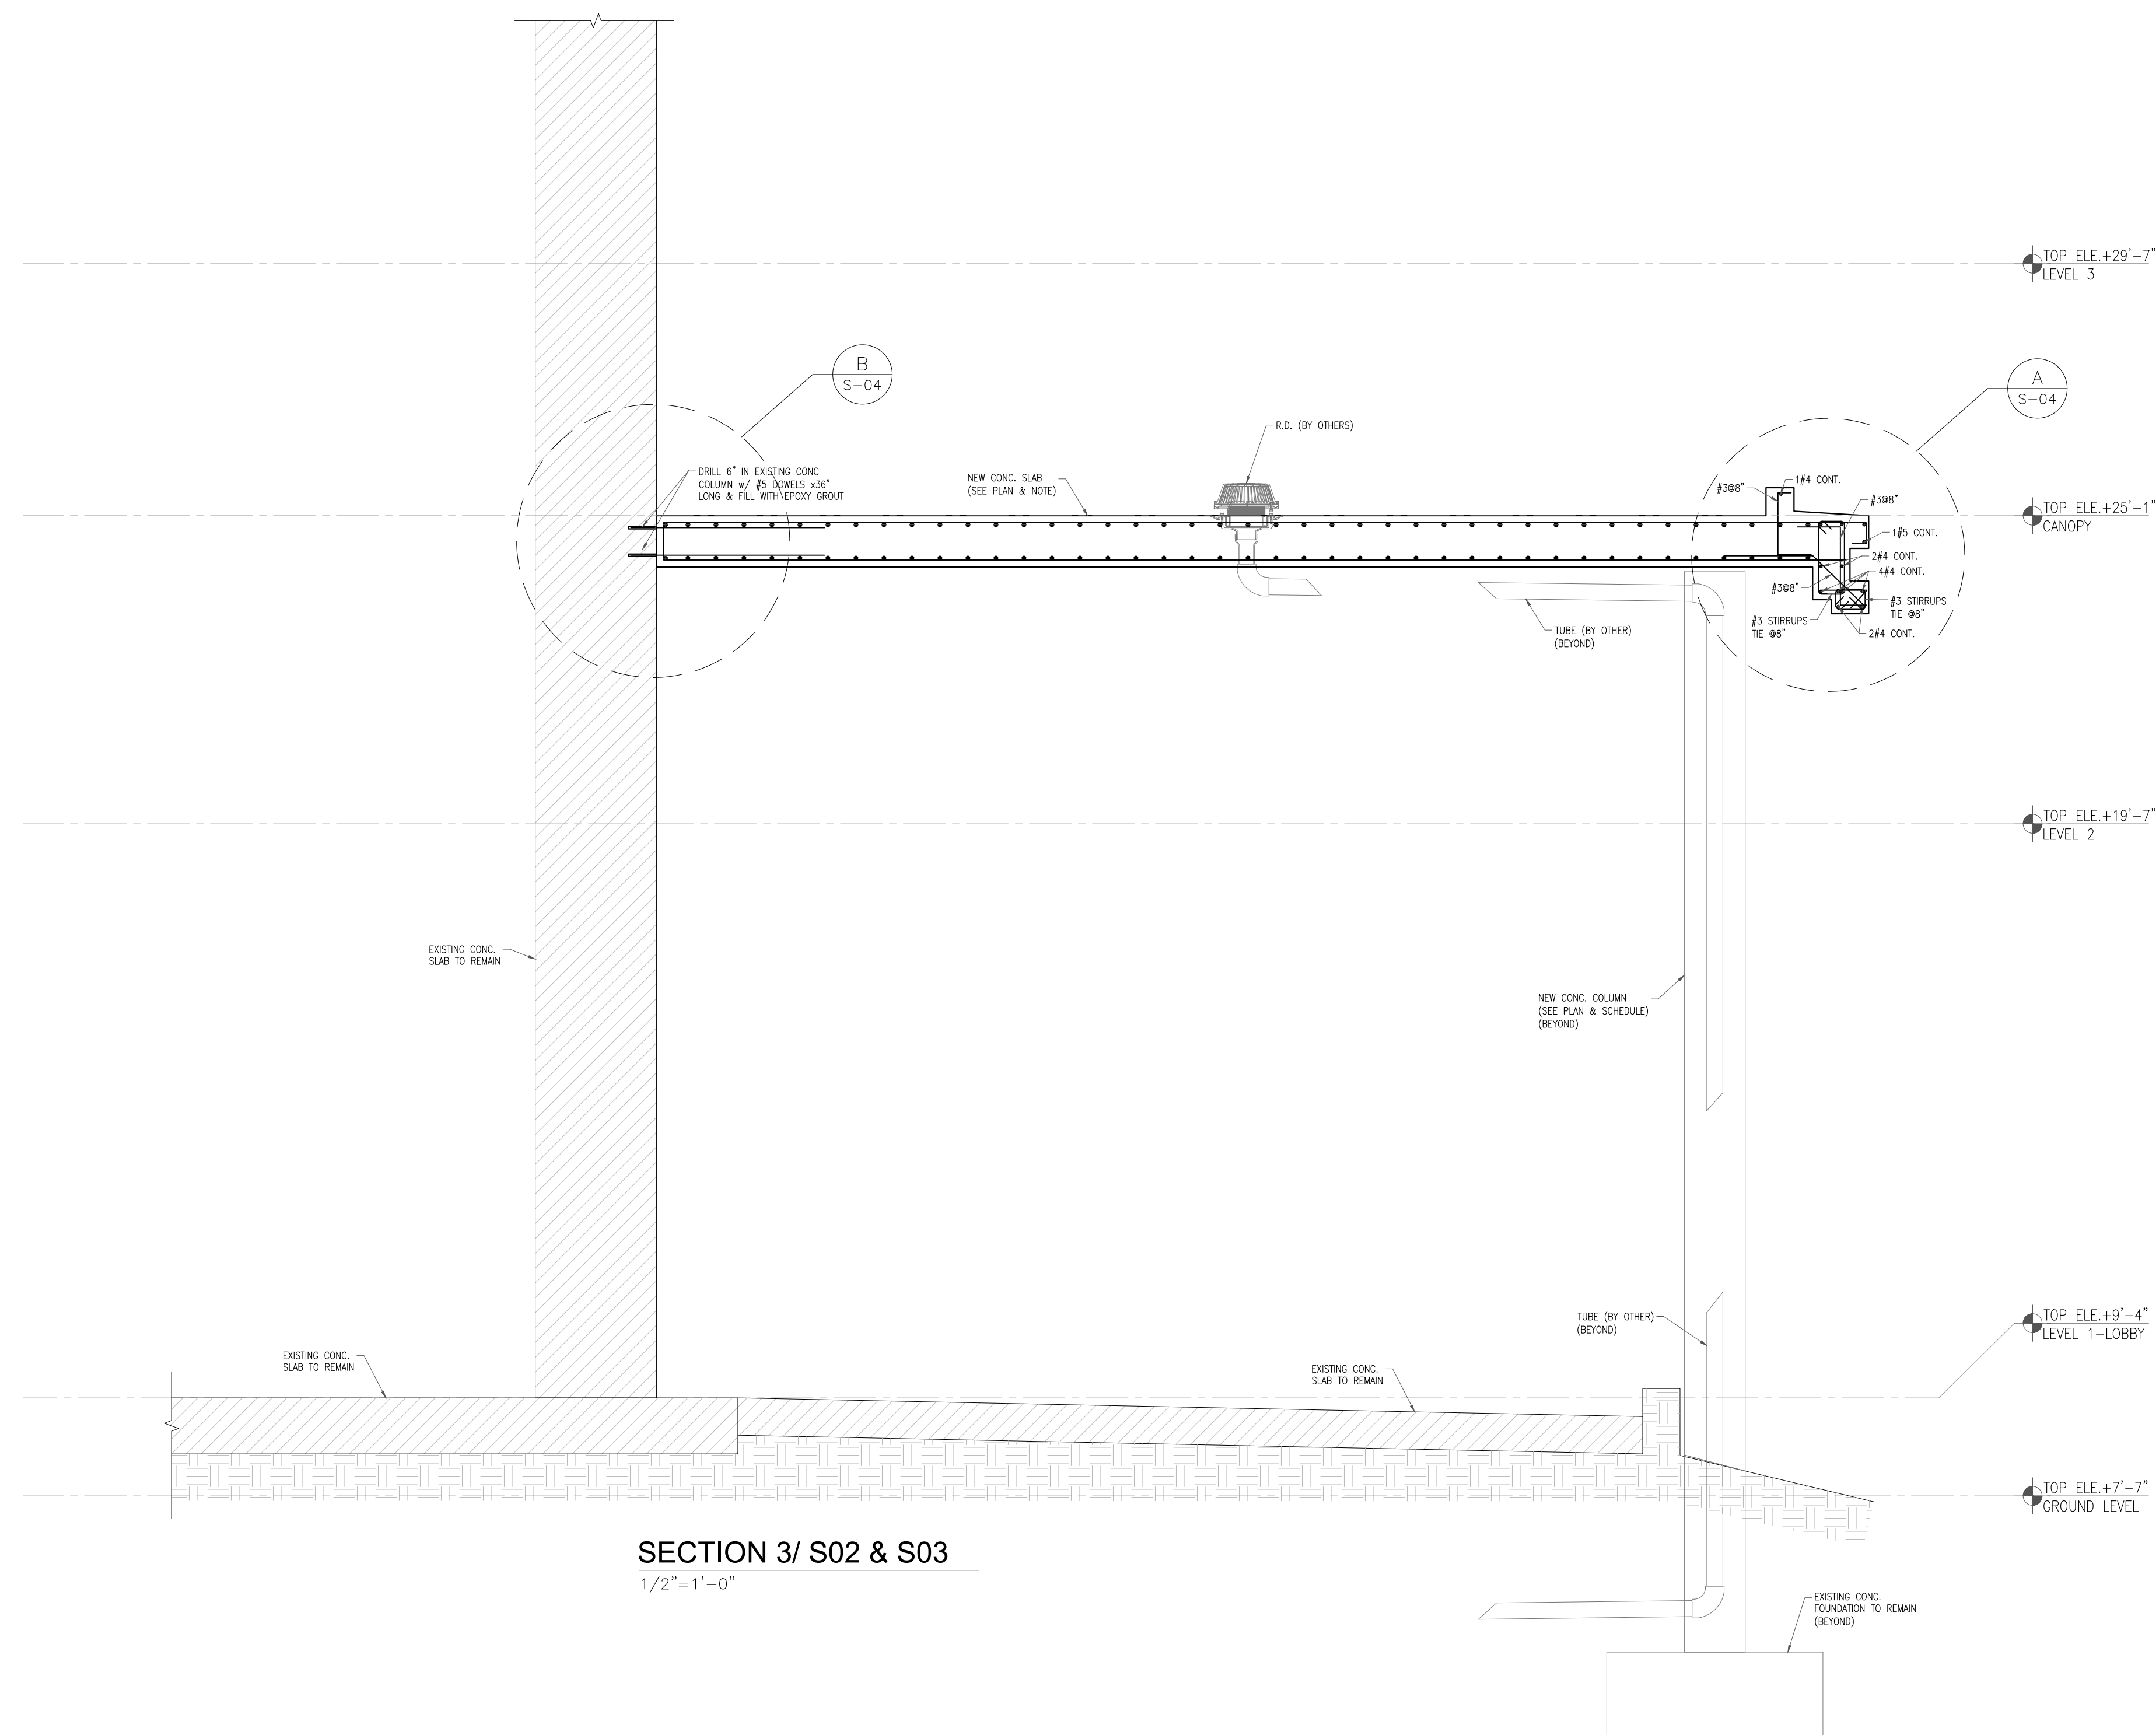 TOP ELE.+29'-7"
LEVEL 3
B
S-04
A
S-04
R.D. (BY OTHERS)
DRILL 6" IN EXISTING CONC
COLUMN w/ #5 DOWELS x36"
LONG & FILL WITH EPOXY GROUT
NEW CONC. SLAB
(SEE PLAN & NOTE)
1#4 CONT.
#3@8"
#3@8"
TOP ELE.+25'-1"
CANOPY
1#5 CONT.
2#4 CONT.
4#4 CONT.
#3@8"
#3 STIRRUPS
TIE @8"
#3 STIRRUPS
TIE @8"
2#4 CONT.
TUBE (BY OTHER)
(BEYOND)
TOP ELE.+19'-7"
LEVEL 2
EXISTING CONC.
SLAB TO REMAIN
NEW CONC. COLUMN
(SEE PLAN & SCHEDULE)
(BEYOND)
TUBE (BY OTHER)
(BEYOND)
TOP ELE.+9'-4"
LEVEL 1-LOBBY
EXISTING CONC.
SLAB TO REMAIN
EXISTING CONC.
SLAB TO REMAIN
TOP ELE.+7'-7"
GROUND LEVEL
SECTION 3/ S02 & S03
1/2"=1'-0"
EXISTING CONC.
FOUNDATION TO REMAIN
(BEYOND)